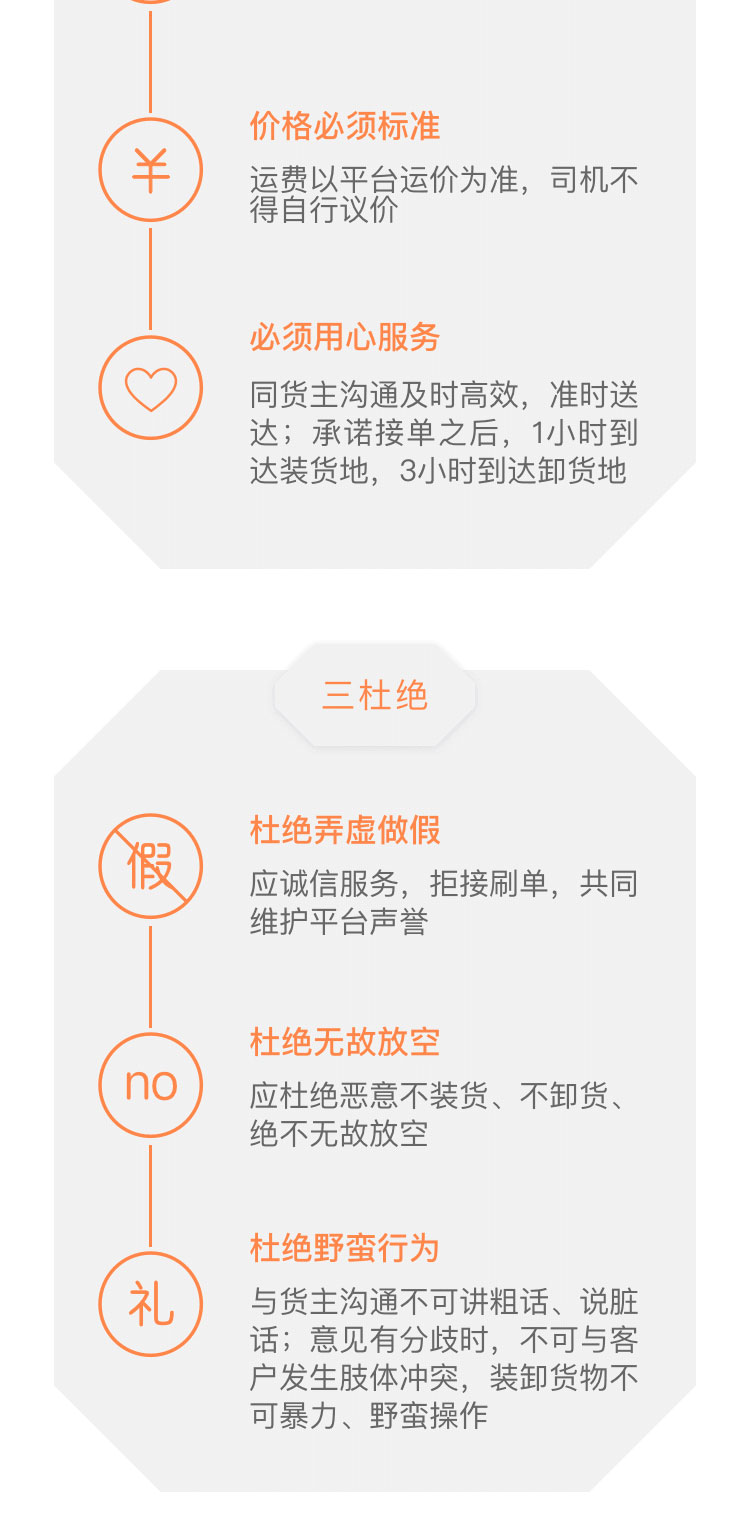 价格必须标准
¥
运费以平台运价为准，司机不
得自行议价
必须用心服务
同货主沟通及时高效，准时送
达；承诺接单之后，1小时到
达装货地，3小时到达卸货地
三杜绝
杜绝弄虚做假
假
应诚信服务，拒接刷单，共同
维护平台声誉
杜绝无故放空
no
应杜绝恶意不装货、不卸货、
绝不无故放空
杜绝野蛮行为
礼
与货主沟通不可讲粗话、说脏
话；意见有分歧时，不可与客
户发生肢体冲突，装卸货物不
可暴力、野蛮操作